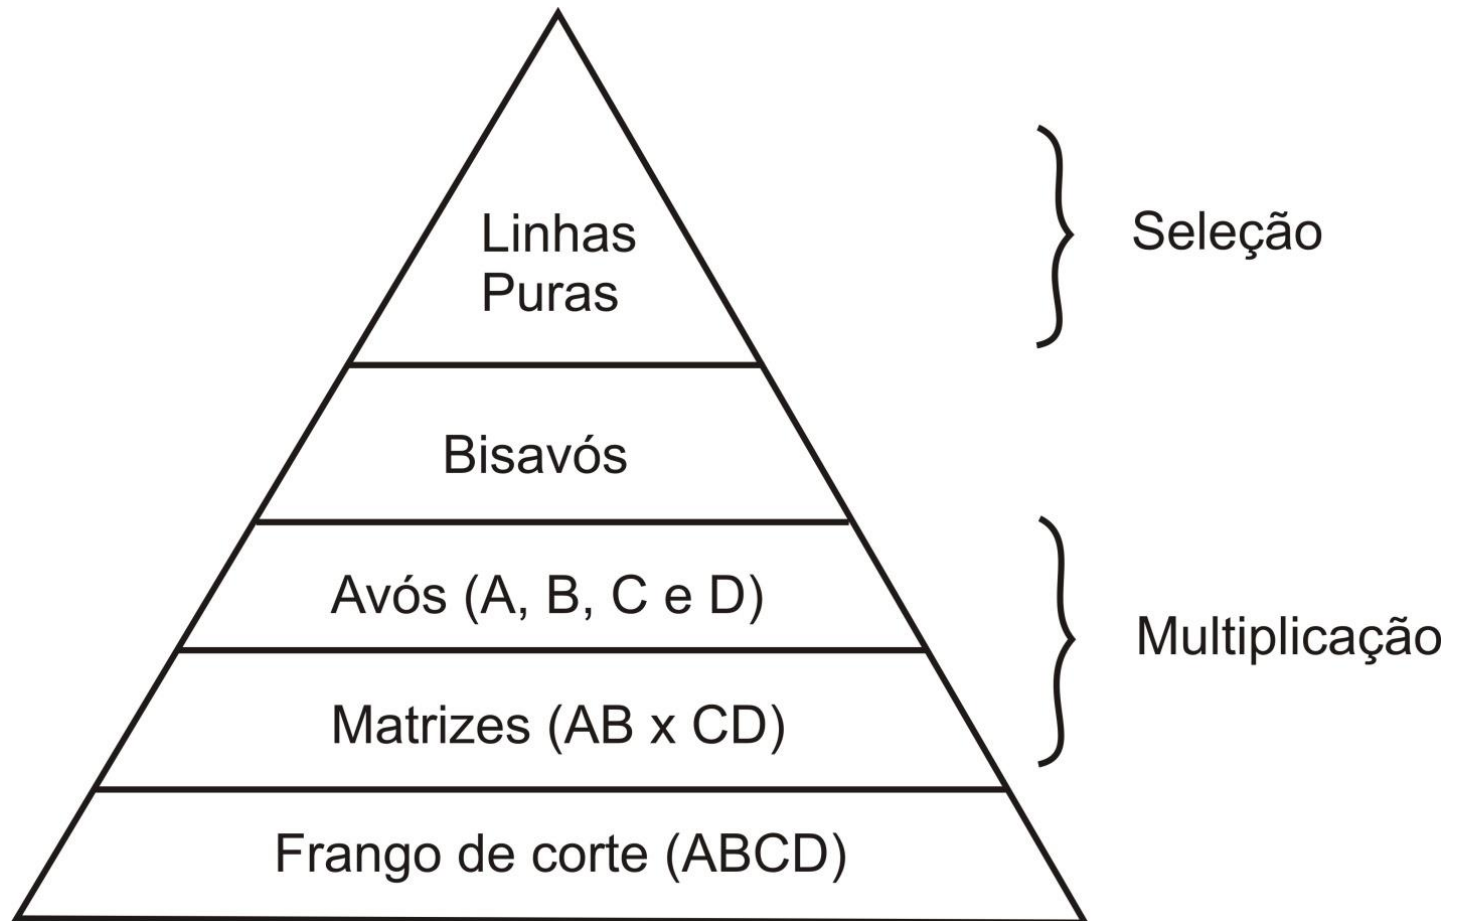 Linhas
Puras
Seleção
Bisavós
Avós (A, B, C e D)
Multiplicação
Matrizes (AB x CD)
Frango de corte (ABCD)